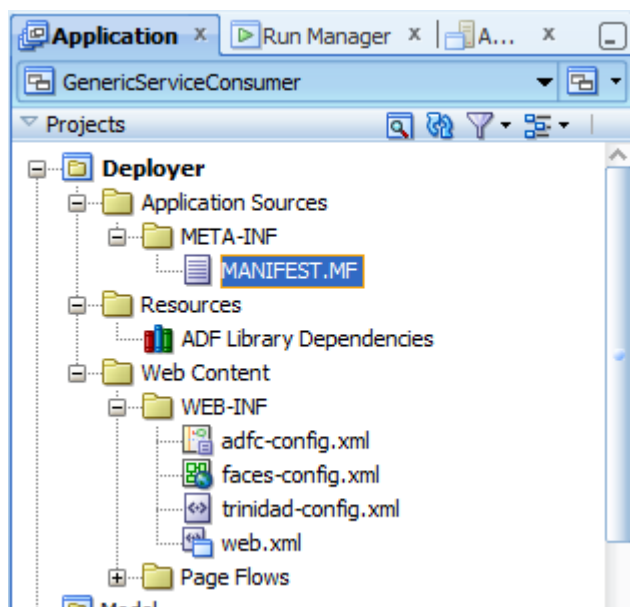 Application x Run Manager x A... x
GenericServiceConsumer
Projects
Deployer
Application Sources
META-INF
MANIFEST.MF
Resources
ADF Library Dependencies
Web Content
WEB-INF
adfc-config.xml
faces-config.xml
trinidad-config.xml
web.xml
Page Flows
Model